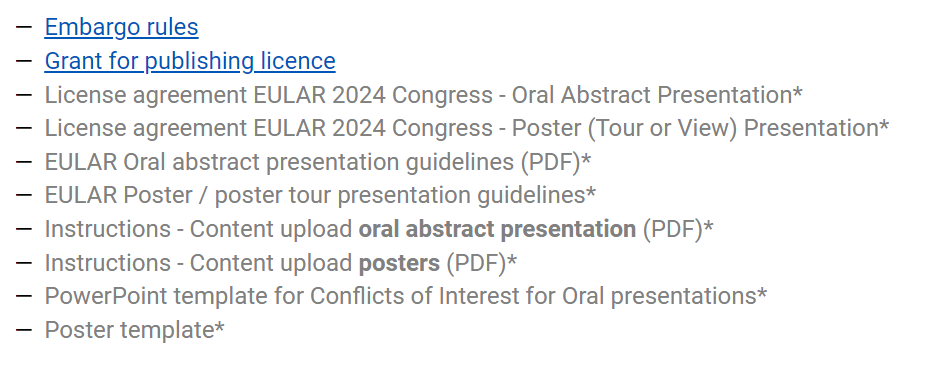 — Embargo rules
— Grant for publishing licence
— License agreement EULAR 2024 Congress - Oral Abstract Presentation*
— License agreement EULAR 2024 Congress - Poster (Tour or View) Presentation*
— EULAR Oral abstract presentation guidelines (PDF)*
— EULAR Poster / poster tour presentation guidelines*
— Instructions - Content upload oral abstract presentation (PDF)*
— Instructions - Content upload posters (PDF)*
— PowerPoint template for Conflicts of Interest for Oral presentations*
— Poster template*